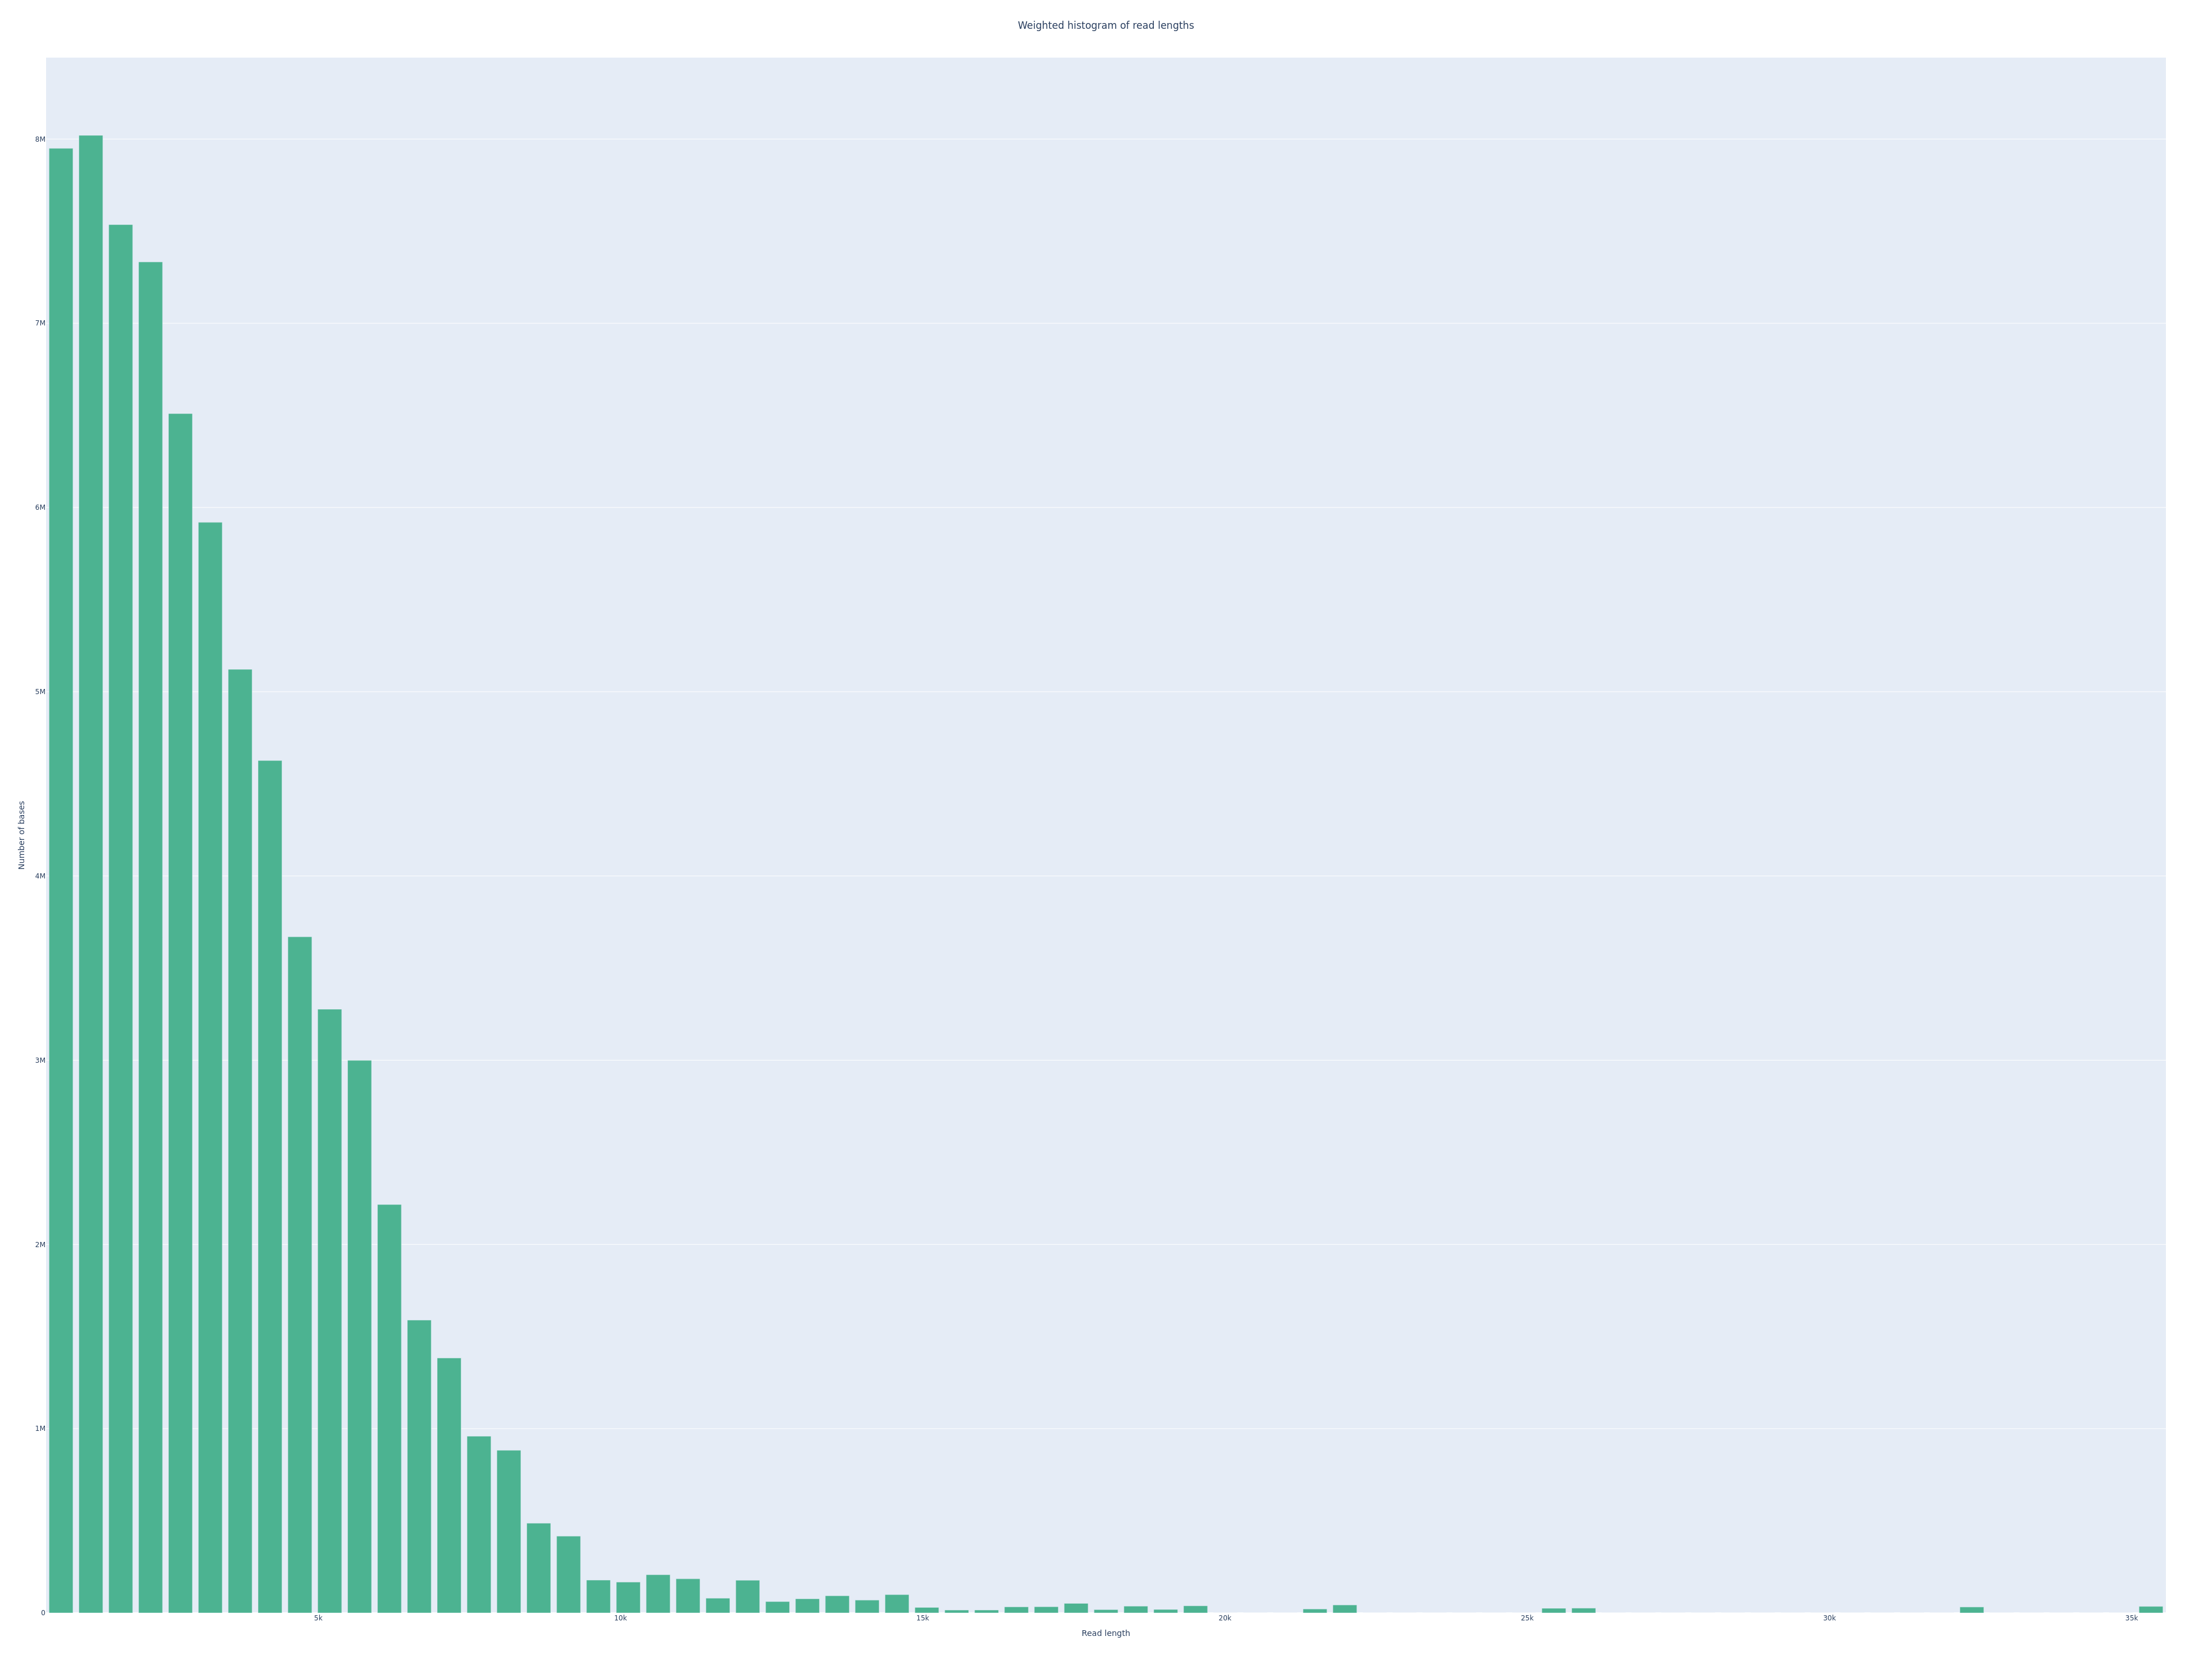 Weighted histogram of read lengths
8M
7M
6M
5M
4M
3M
2M
1M
0
Number of bases
5k
10k
15k
20k
25k
30k
35k
Read length